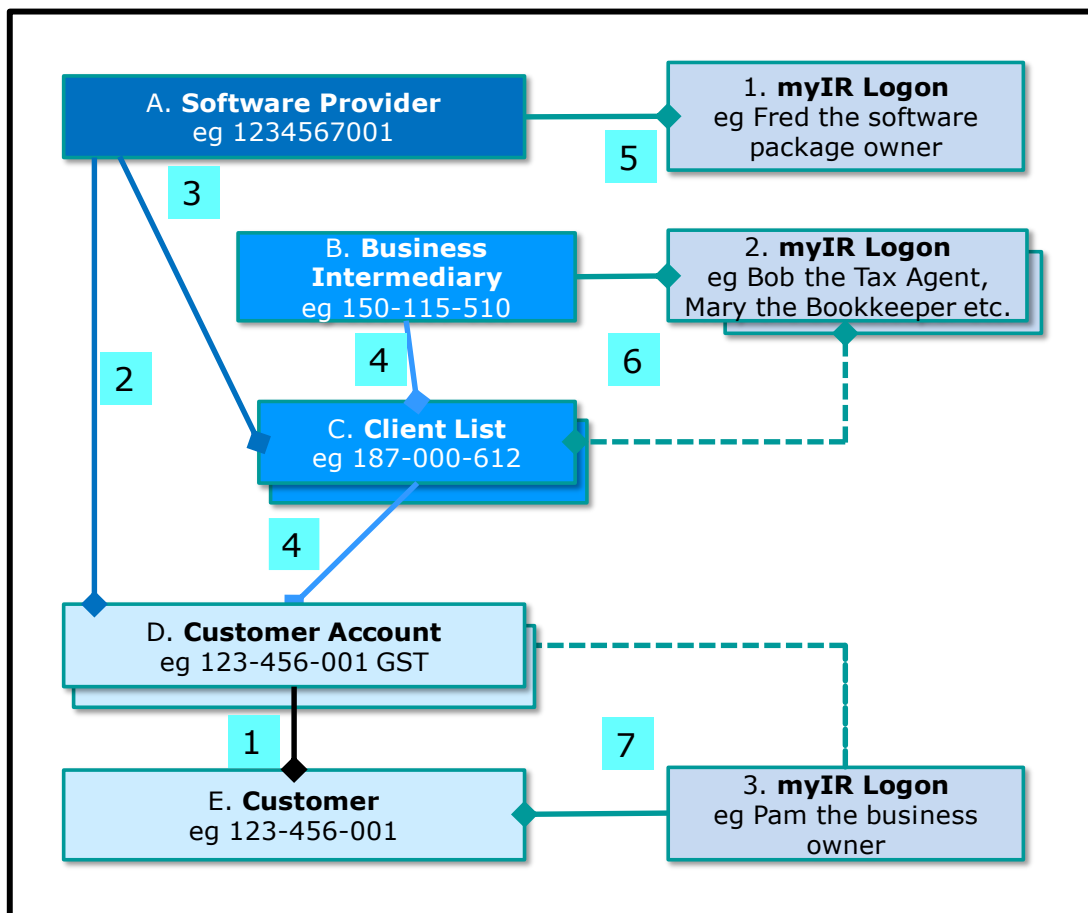 A. Software Provider
eg 1234567001
1. myIR Logon
eg Fred the software
package owner
5
3
B. Business
Intermediary
eg 150-115-510
2. myIR Logon
eg Bob the Tax Agent,
Mary the Bookkeeper etc.
4
6
2
C. Client List
eg 187-000-612
4
D. Customer Account
eg 123-456-001 GST
1
7
E. Customer
eg 123-456-001
3. myIR Logon
eg Pam the business
owner